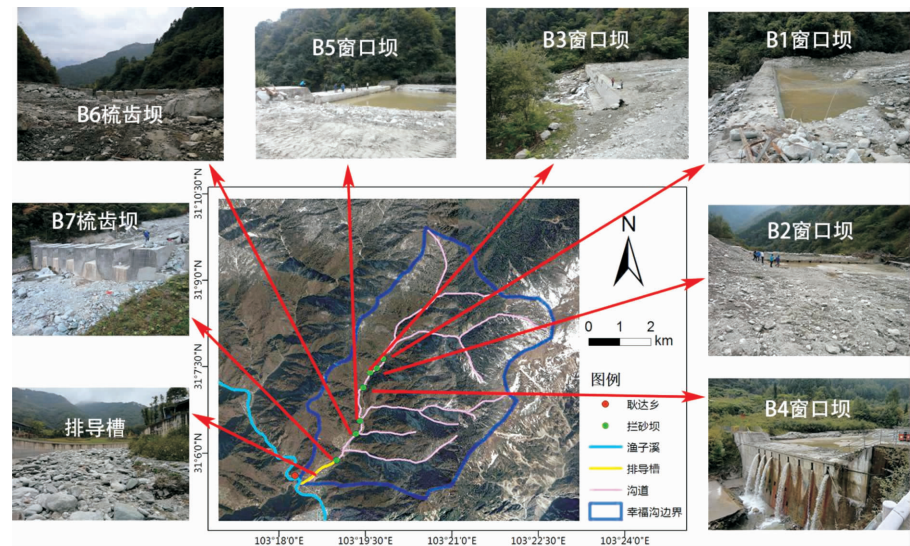 B6梳齿坝
B5窗口坝
B3窗口坝
B1窗口坝
B7梳齿坝
B2窗口坝
排导槽
B4窗口坝
31°10'30"N
31°9'0"N
31°7'30"N
31°6'0"N
N
0 1 2
km
图例
耿达乡
拦砂坝
渔子溪
排导槽
沟道
幸福沟边界
103°18'0"E 103°19'30"E 103°21'0"E 103°22'30"E 103°24'0"E